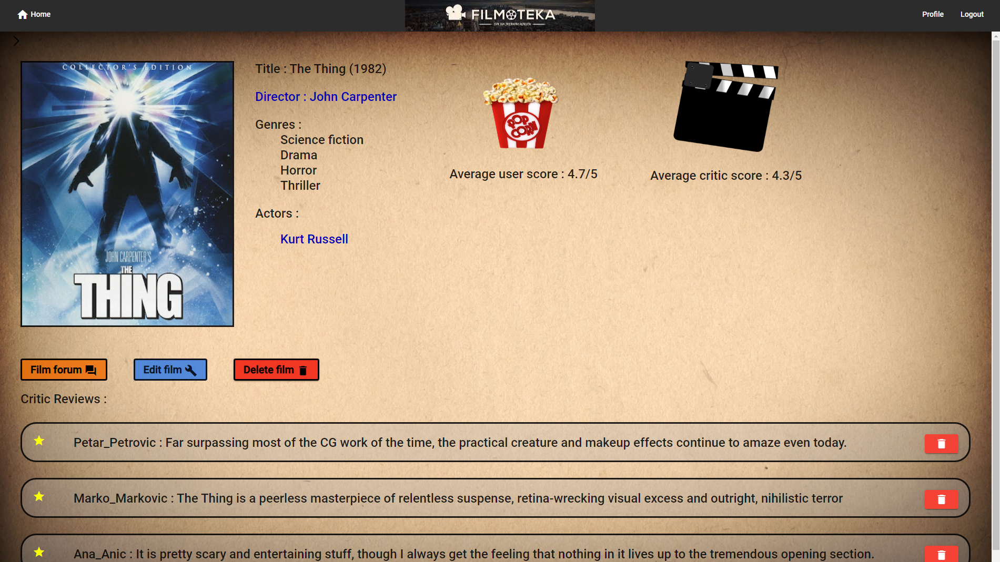 Home
FILMOTEKA
SVE NA JEDNOM MJESTU
Profile
Logout
COLLECTOR'S EDITION
JOHN CARPENTER'S
THE
THING
Title : The Thing (1982)
Director : John Carpenter
Genres :
Science fiction
Drama
Horror
Thriller
Actors :
Kurt Russell
POP
CORN
Average user score : 4.7/5
Average critic score : 4.3/5
Film forum
Edit film
Delete film
Critic Reviews :
Petar_Petrovic : Far surpassing most of the CG work of the time, the practical creature and makeup effects continue to amaze even today.
Marko_Markovic : The Thing is a peerless masterpiece of relentless suspense, retina-wrecking visual excess and outright, nihilistic terror
Ana_Anic : It is pretty scary and entertaining stuff, though I always get the feeling that nothing in it lives up to the tremendous opening section.